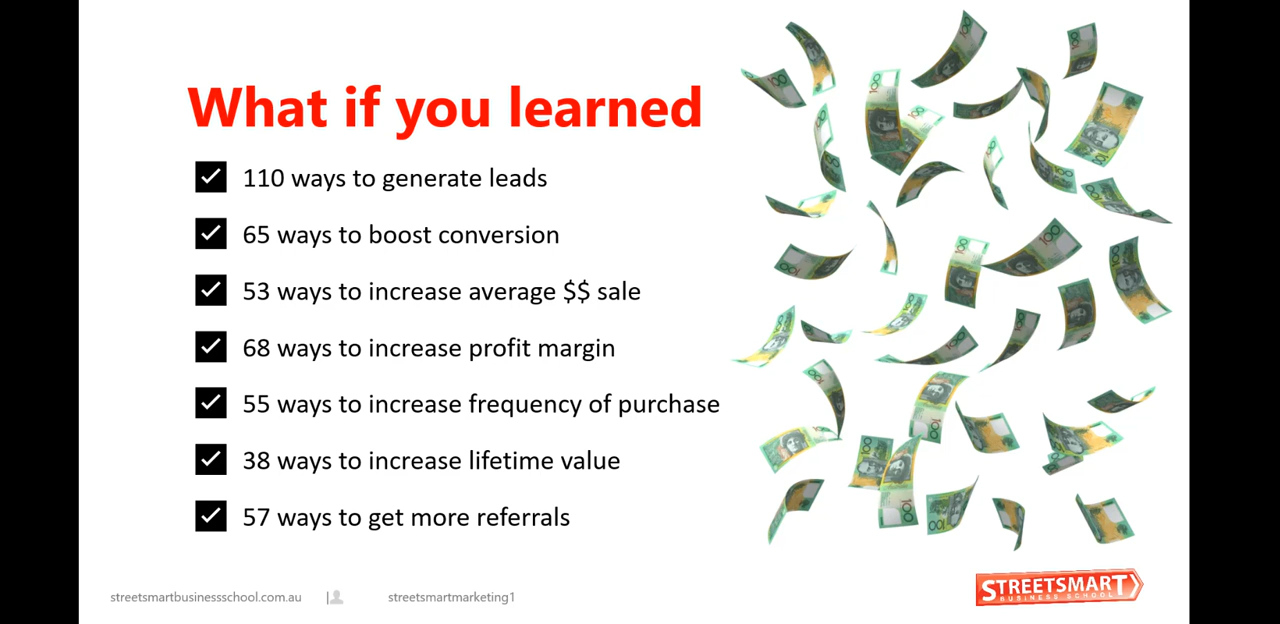 What if you learned
110 ways to generate leads
65 ways to boost conversion
53 ways to increase average $$ sale
68 ways to increase profit margin
55 ways to increase frequency of purchase
38 ways to increase lifetime value
57 ways to get more referrals
streetsmartbusinessschool.com.au | streetsmartmarketing1
STREETSMART
BUSINESS SCHOOL